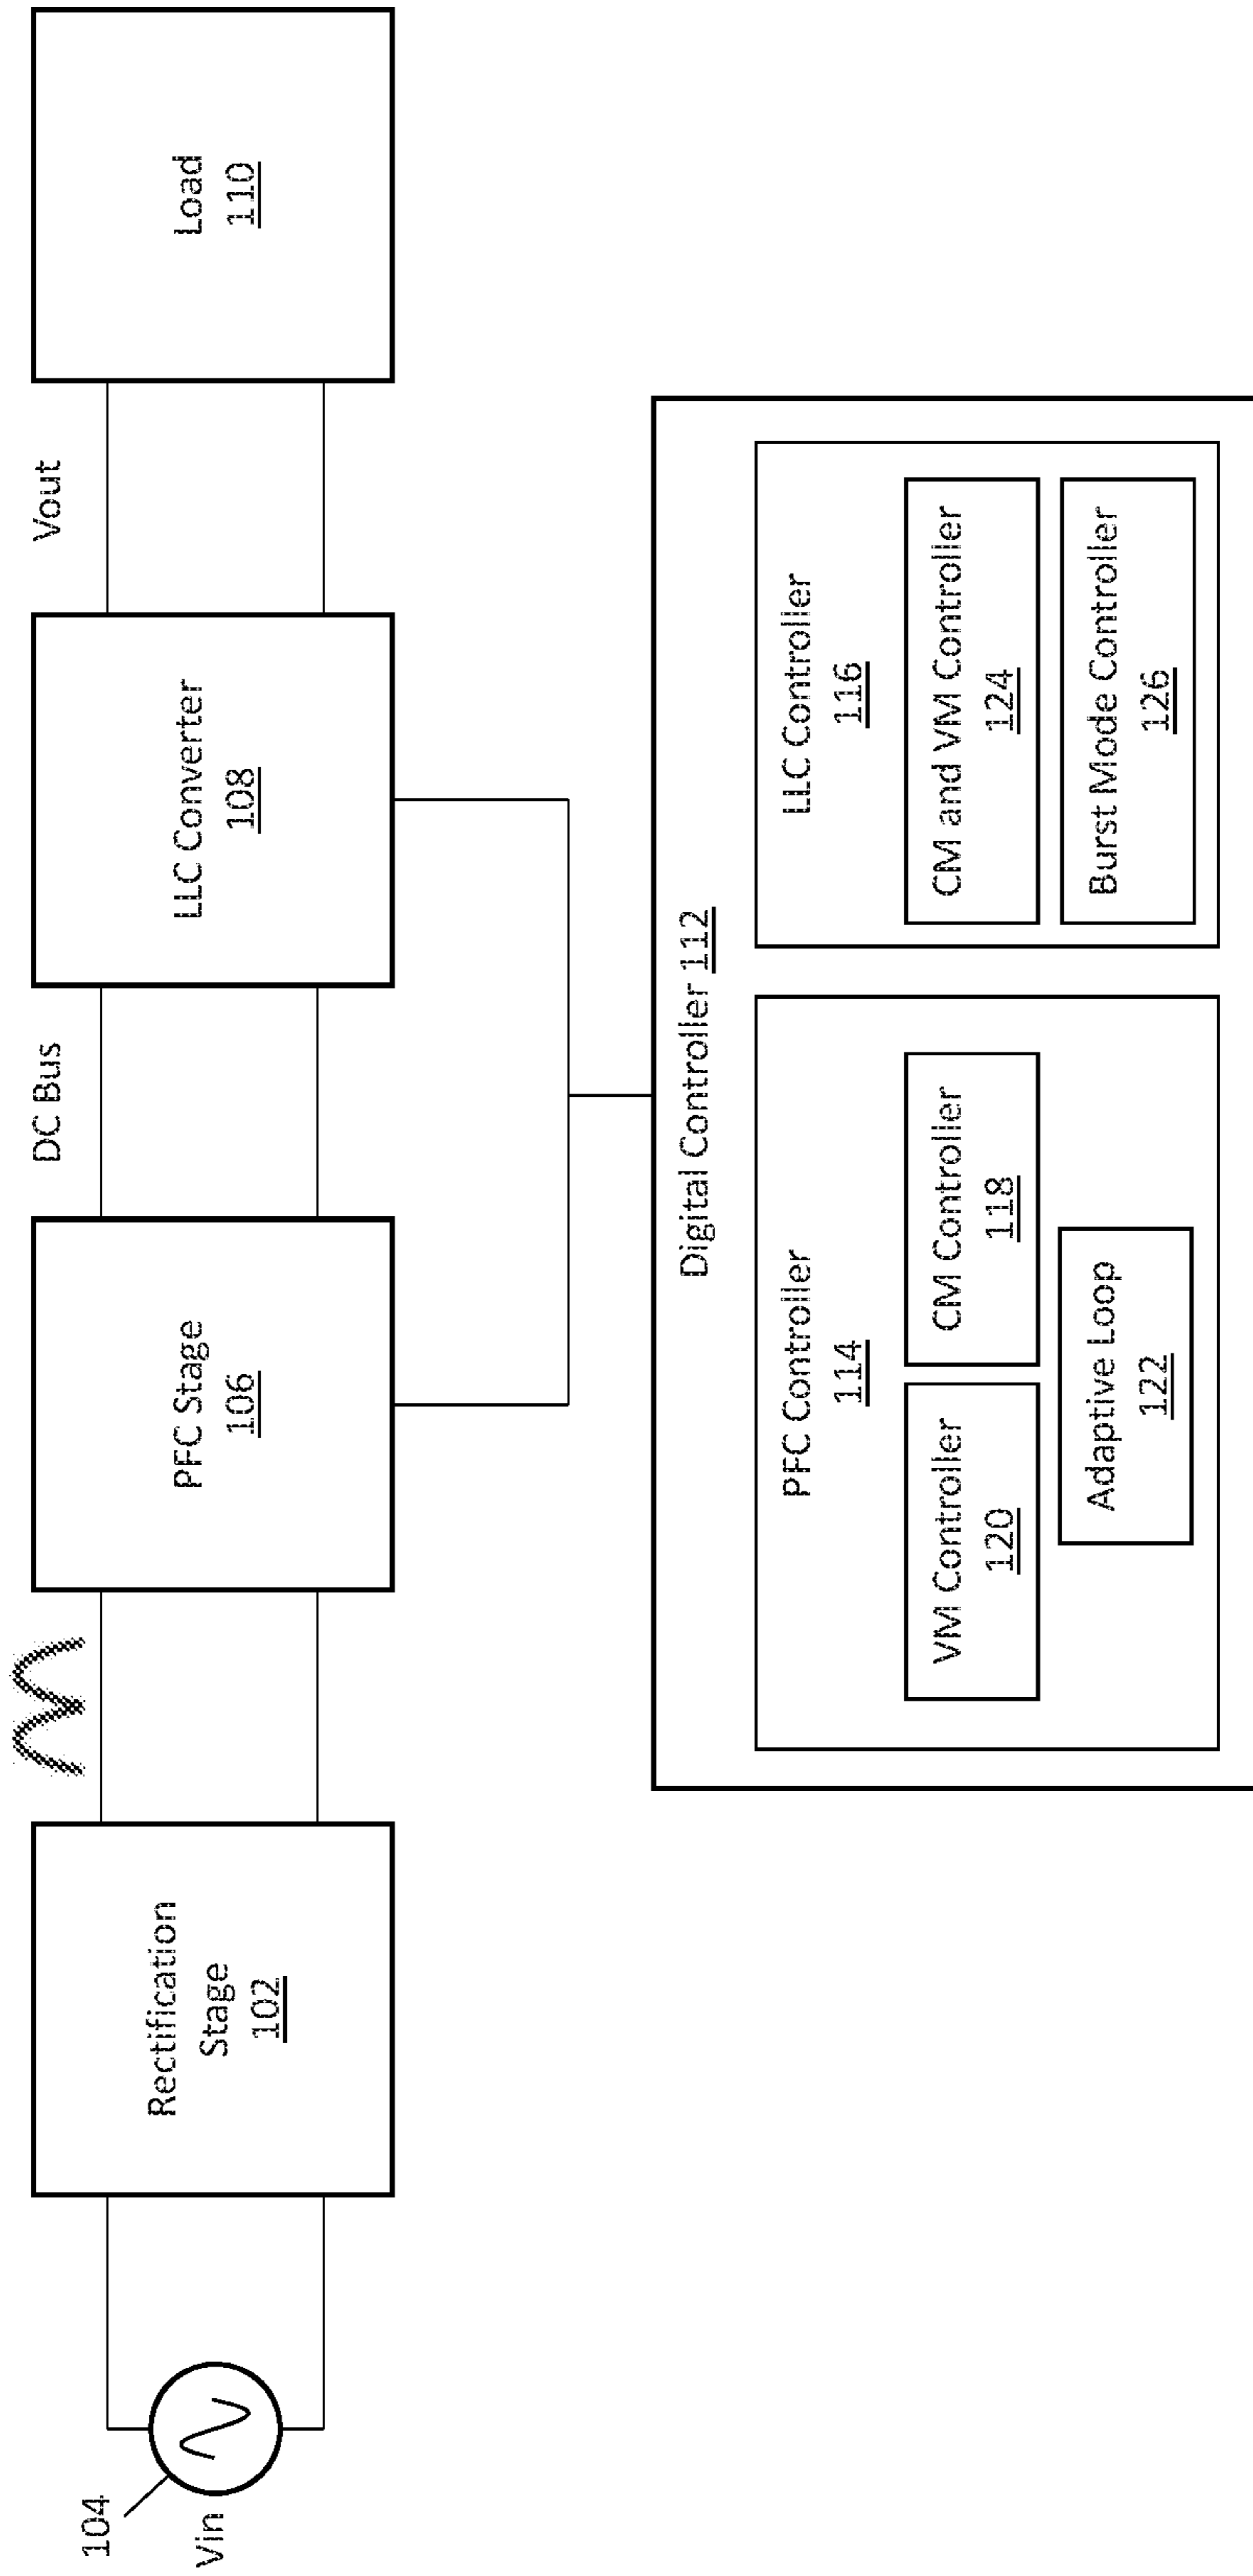 104
Vin
Rectification
Stage
102
PFC Stage
106
DC Bus
LLC Converter
108
Vout
Load
110
Digital Controller 112
PFC Controller
114
VM Controller
120
CM Controller
118
Adaptive Loop
122
LLC Controller
116
CM and VM Controller
124
Burst Mode Controller
126